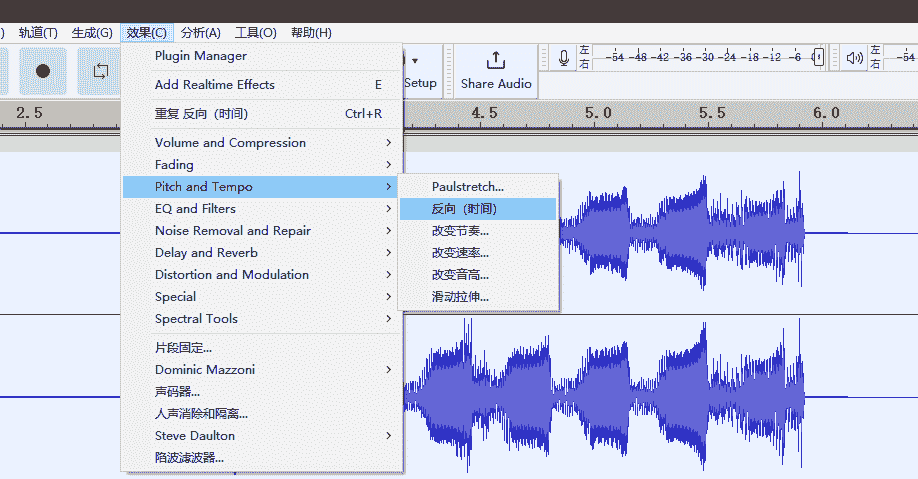 ) 轨道(T) 生成(G) 效果(C) 分析(A) 工具(O) 帮助(H)
Plugin Manager
Add Realtime Effects E
重复 反向（时间） Ctrl+R
Volume and Compression
Fading
Pitch and Tempo
EQ and Filters
Noise Removal and Repair
Delay and Reverb
Distortion and Modulation
Special
Spectral Tools
片段固定...
Dominic Mazzoni
声码器...
人声消除和隔离...
Steve Daulton
陷波滤波器...
Paulstretch...
反向（时间）
改变节奏...
改变速率...
改变音高...
滑动拉伸...
Setup
Share Audio
左
右
-54 -48 -42 -36 -30 -24 -18 -12 -6 0
左
右
-54
2.5 4.5 5.0 5.5 6.0